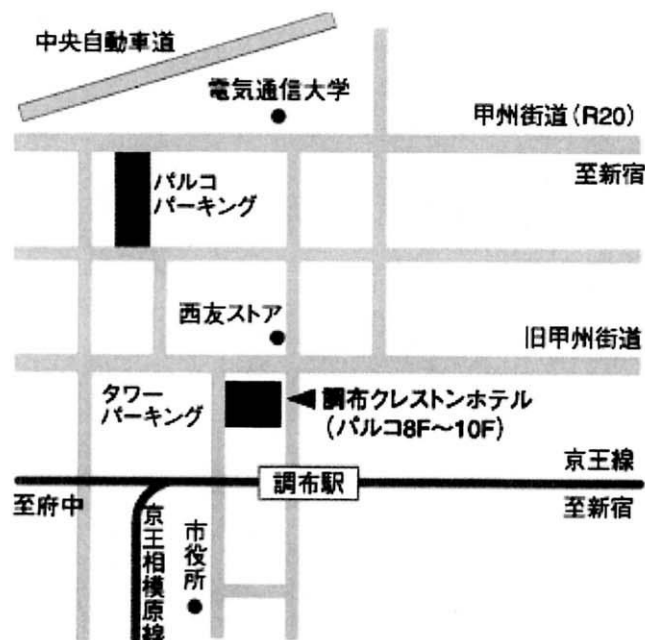 中央自動車道
電気通信大学
甲州街道(R20)
至新宿
パルコ
パーキング
西友ストア
旧甲州街道
タワー
パーキング
調布クレストンホテル
(パルコ8F〜10F)
京王線
調布駅
至府中
至新宿
京王相模原線
市役所